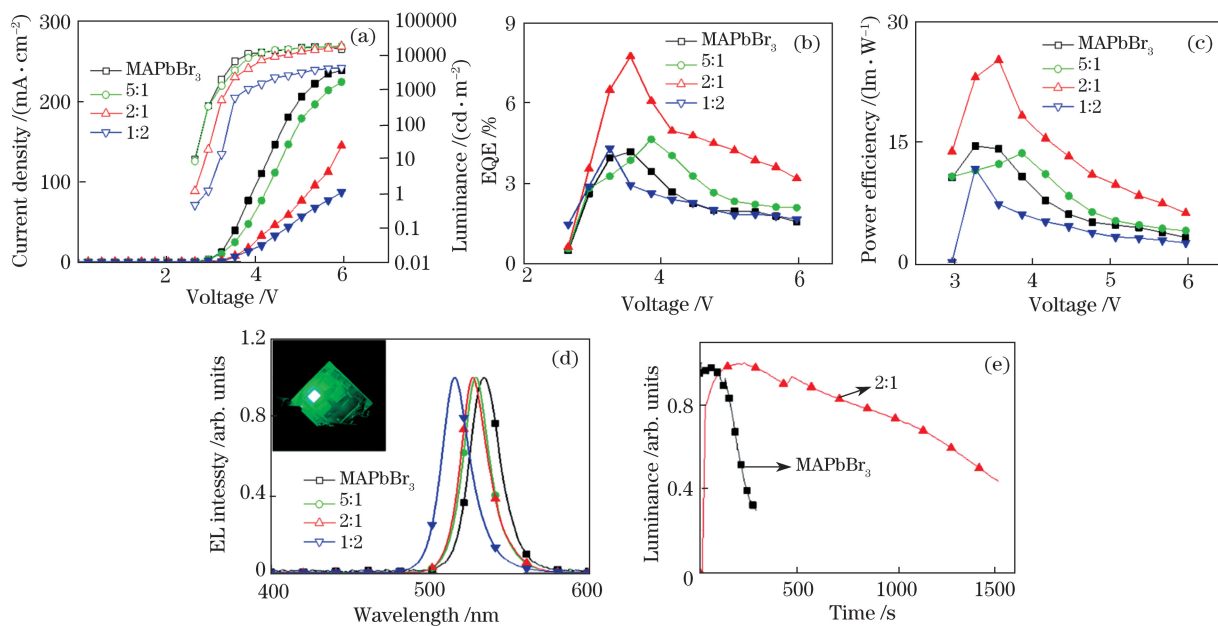 300
250
200
150
100
50
0
Current density /(mA · cm⁻²)
(a)
MAPbBr₃
5:1
2:1
1:2
100000
10000
1000
100
10
1
0.1
0.01
Luminance /(cd · m⁻²)
2
4
6
Voltage /V
9
6
3
0
EQE /%
MAPbBr₃
(b)
5:1
2:1
1:2
2
4
6
Voltage /V
30
15
0
Power efficiency /(lm · W⁻¹)
MAPbBr₃
(c)
5:1
2:1
1:2
3
4
5
6
Voltage /V
1.2
0.8
0.4
0
EL intessty /arb. units
(d)
MAPbBr₃
5:1
2:1
1:2
400
500
600
Wavelength /nm
0.8
0.4
0
Luminance /arb. units
(e)
2:1
MAPbBr₃
500
1000
1500
Time /s